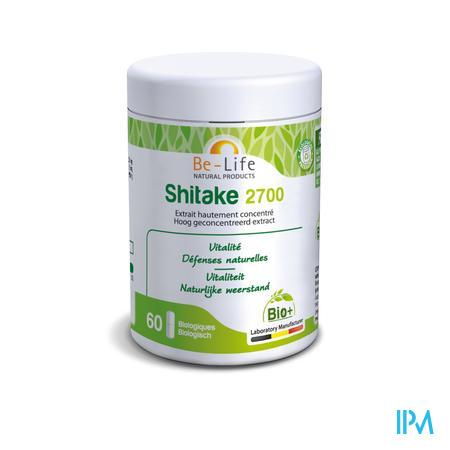 Be-Life
NATURAL PRODUCTS
Shitake 2700
Extrait hautement concentré
Hoog geconcentreerd extract
Vitalité
Défenses naturelles
Vitaliteit
Natuurlijke weerstand
Bio+
Laboratory Manufacturer
60 Biologiques
Biologisch
IPM